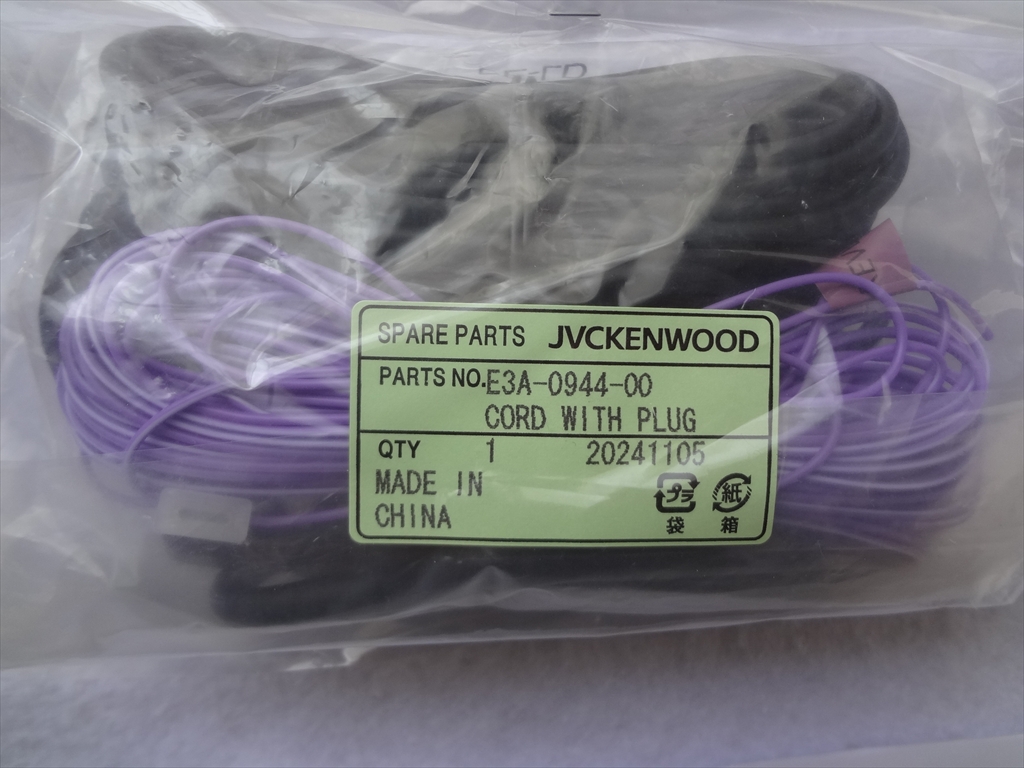 SPARE PARTS JVCKENWOOD
PARTS NO. E3A-0944-00
CORD WITH PLUG
QTY 1 20241105
MADE IN
CHINA
プラ 紙
袋 箱